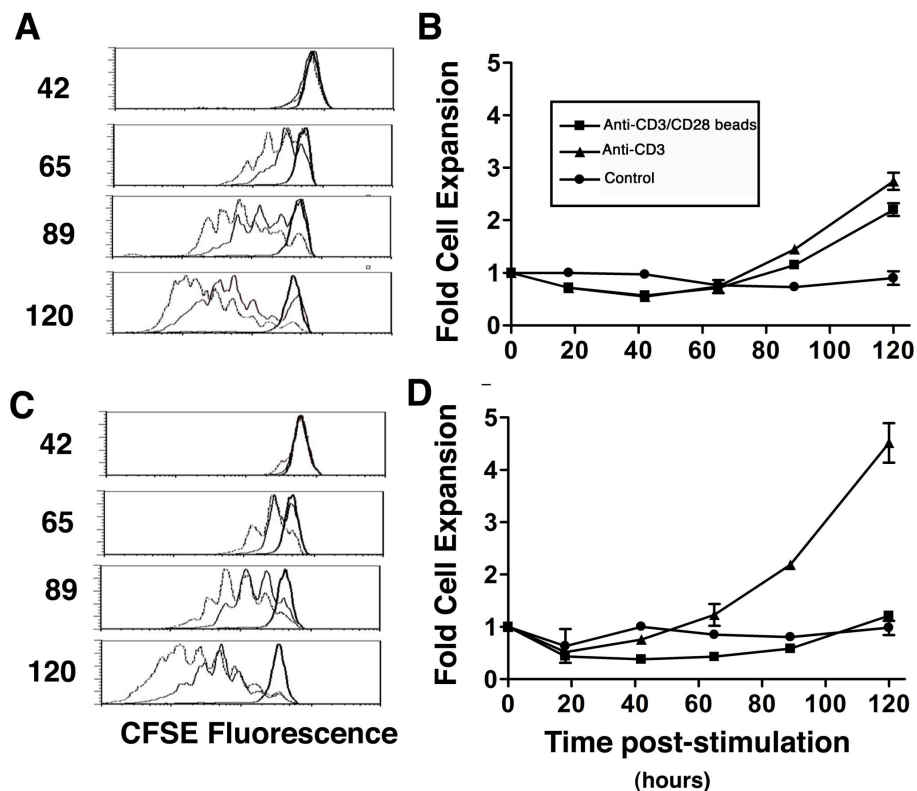 A
42
65
89
120
B
Fold Cell Expansion
5
4
3
2
1
0
Anti-CD3/CD28 beads
Anti-CD3
Control
0 20 40 60 80 100 120
C
42
65
89
120
CFSE Fluorescence
D
Fold Cell Expansion
5
4
3
2
1
0
0 20 40 60 80 100 120
Time post-stimulation
(hours)